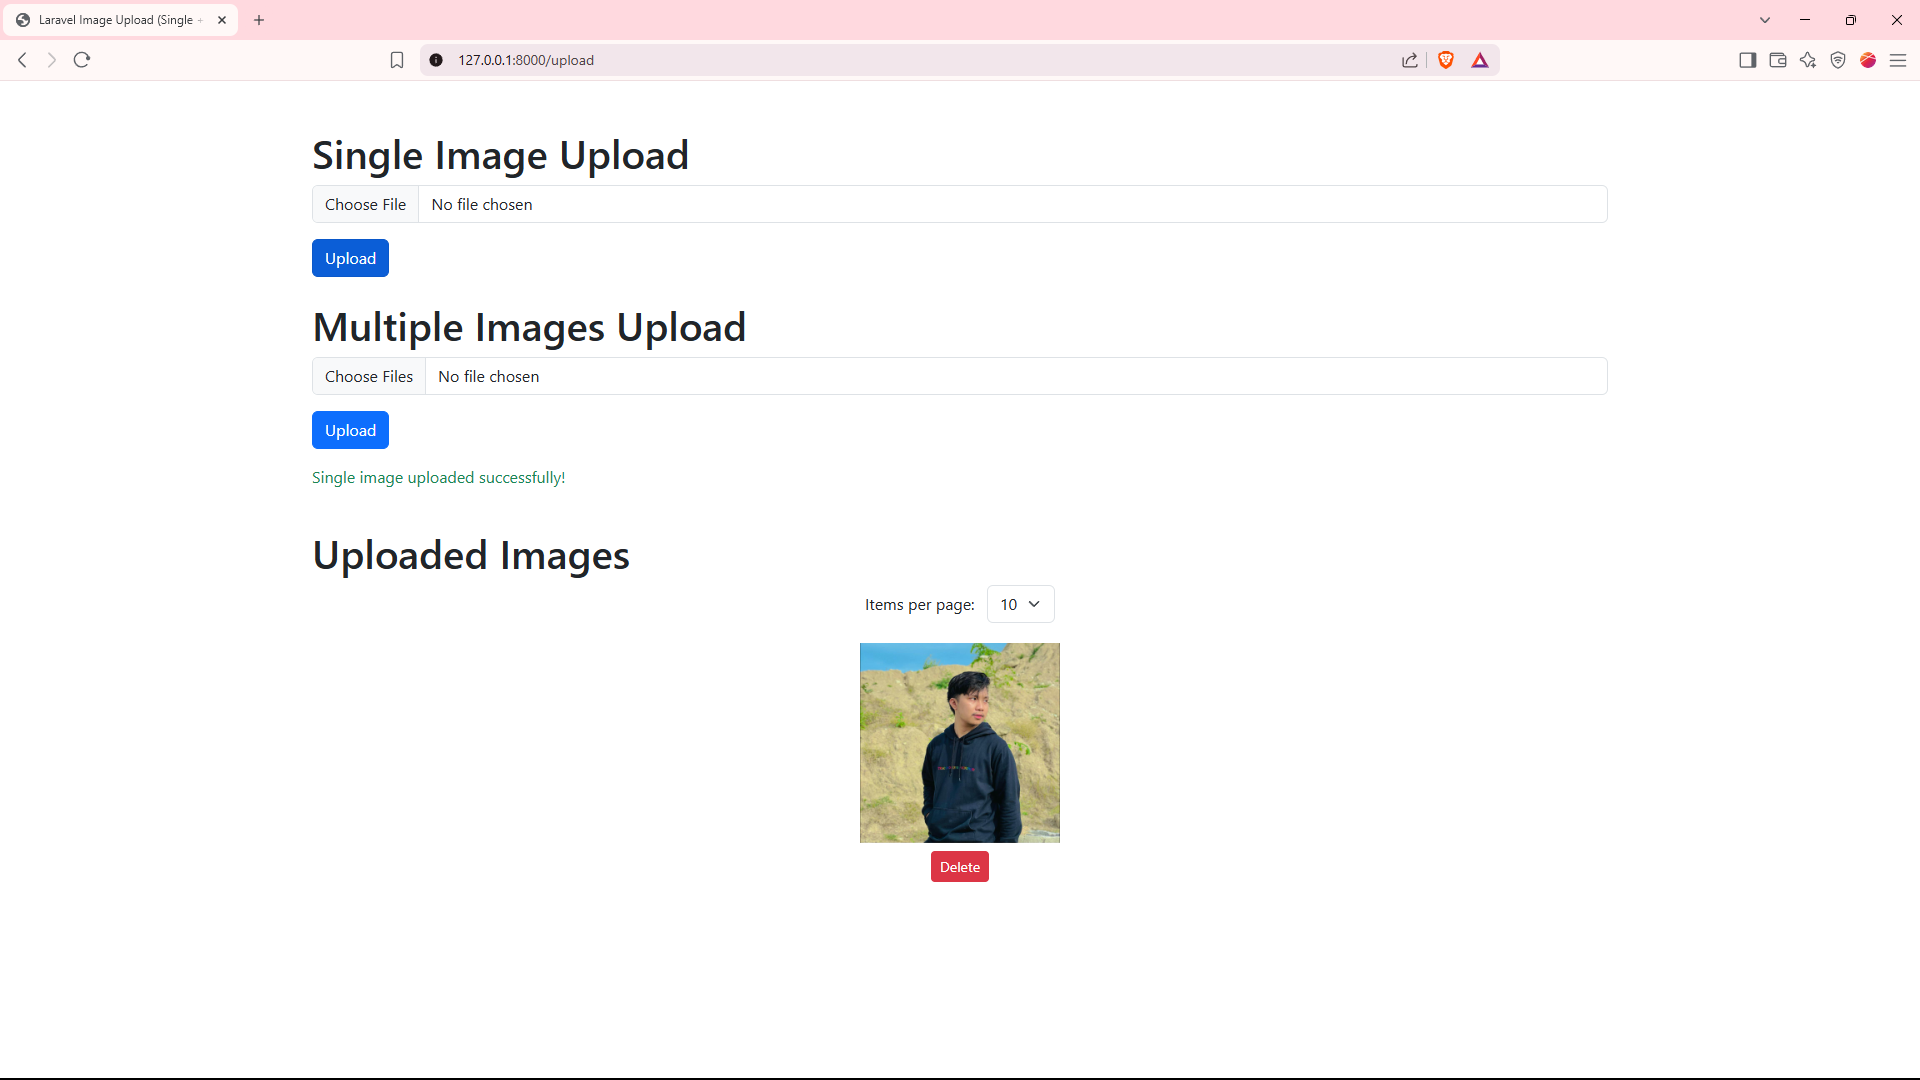 Laravel Image Upload (Single +
127.0.0.1:8000/upload
Single Image Upload
Choose File No file chosen
Upload
Multiple Images Upload
Choose Files No file chosen
Upload
Single image uploaded successfully!
Uploaded Images
Items per page: 10
Delete